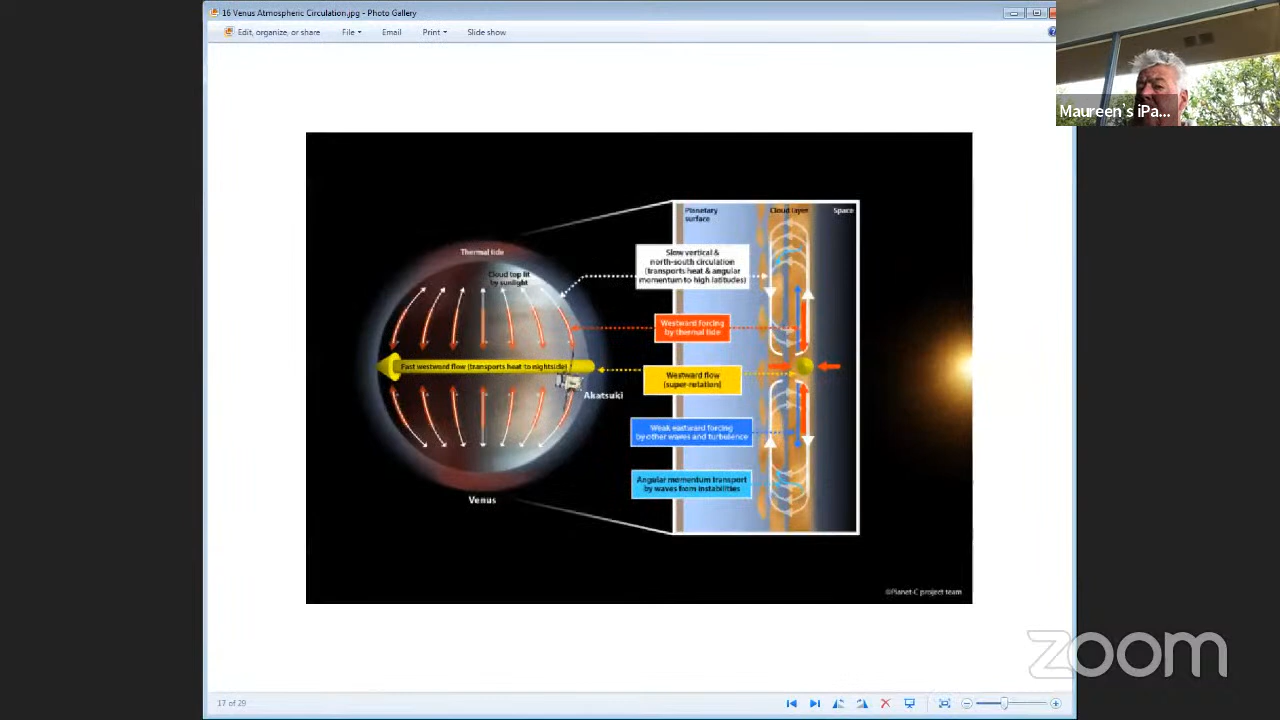 16 Venus Atmospheric Circulation.jpg - Photo Gallery
Edit, organize, or share
File
Email
Print
Slide show
Maureen's iPa...
Planetary
surface
Cloud layer
Space
Thermal tide
Cloud top lit
by sunlight
Slow vertical &
north-south circulation
(transports heat & angular
momentum to high latitudes)
Westward forcing
by thermal tide
Fast westward flow (transports heat to nightside)
Westward flow
(super-rotation)
Akatsuki
Weak eastward forcing
by other waves and turbulence
Angular momentum transport
by waves from instabilities
Venus
©Planet-C project team
zoom
17 of 29